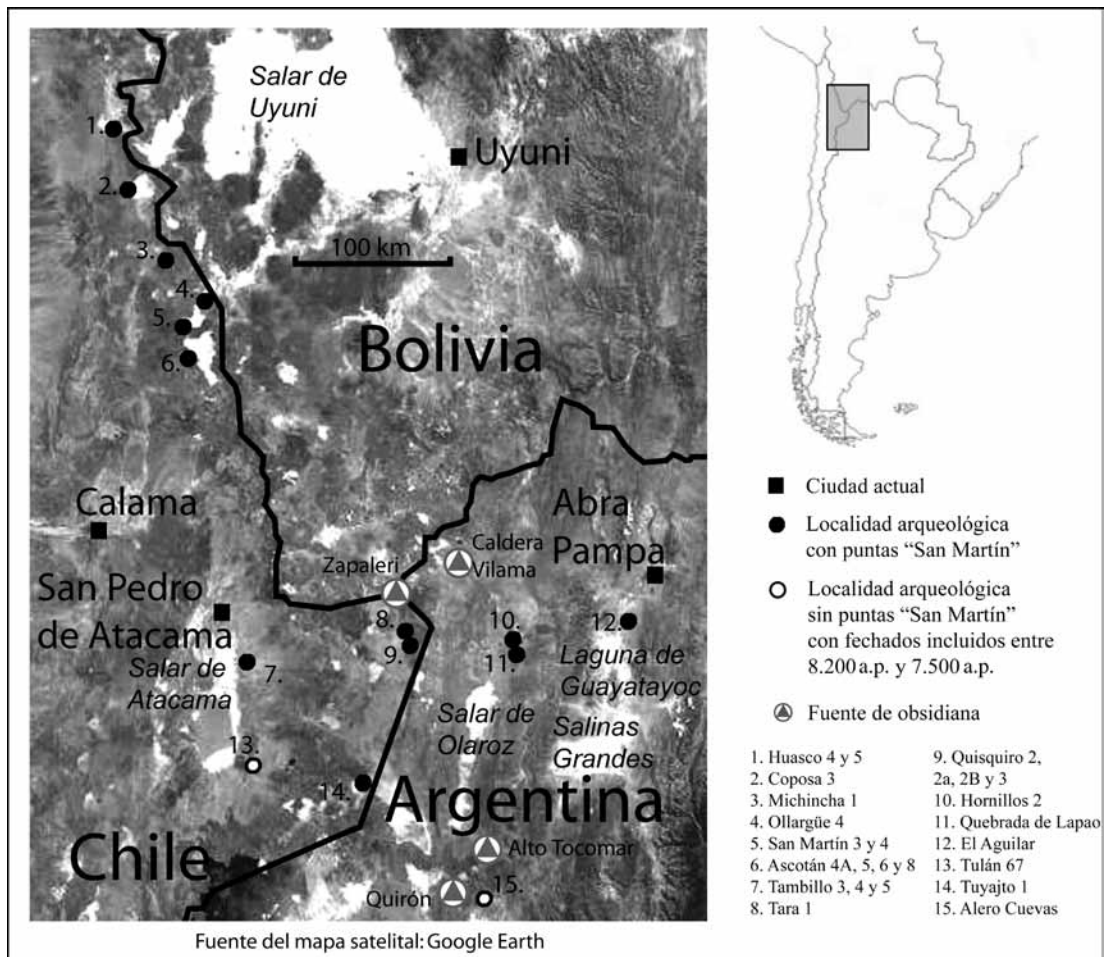 Salar de
Uyuni
1.
Uyuni
2.
3.
100 km
4.
5.
Bolivia
6.
Calama
Abra
Pampa
Caldera
Vilama
Zapaleri
San Pedro
de Atacama
8.
10.
12.
9.
11.
Laguna de
Guayatayoc
Salar de
Atacama
7.
Salar de
Olaroz
Salinas
Grandes
13.
14.
Argentina
Chile
Alto Tocomar
Quirón
15.
Fuente del mapa satelital: Google Earth
Ciudad actual
Localidad arqueológica
con puntas “San Martín”
Localidad arqueológica
sin puntas “San Martín”
con fechados incluidos entre
8.200 a.p. y 7.500 a.p.
Fuente de obsidiana
1. Huasco 4 y 5
2. Coposa 3
3. Michincha 1
4. Ollargüe 4
5. San Martín 3 y 4
6. Ascotán 4A, 5, 6 y 8
7. Tambillo 3, 4 y 5
8. Tara 1
9. Quisquiro 2,
2a, 2B y 3
10. Hornillos 2
11. Quebrada de Lapao
12. El Aguilar
13. Tulán 67
14. Tuyajto 1
15. Alero Cuevas